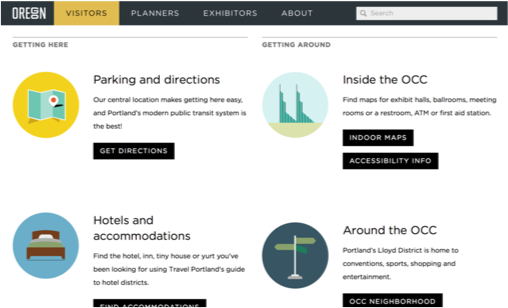 OREGON
VISITORS
PLANNERS
EXHIBITORS
ABOUT
Search
GETTING HERE
GETTING AROUND
Parking and directions
Our central location makes getting here easy,
and Portland's modern public transit system is
the best!
GET DIRECTIONS
Inside the OCC
Find maps for exhibit halls, ballrooms, meeting
rooms or a restroom, ATM or first aid station.
INDOOR MAPS
ACCESSIBILITY INFO
Hotels and
accommodations
Find the hotel, inn, tiny house or yurt you've
been looking for using Travel Portland's guide
to hotel districts.
FIND ACCOMMODATIONS
Around the OCC
Portland's Lloyd District is home to
conventions, sports, shopping and
entertainment.
OCC NEIGHBORHOOD